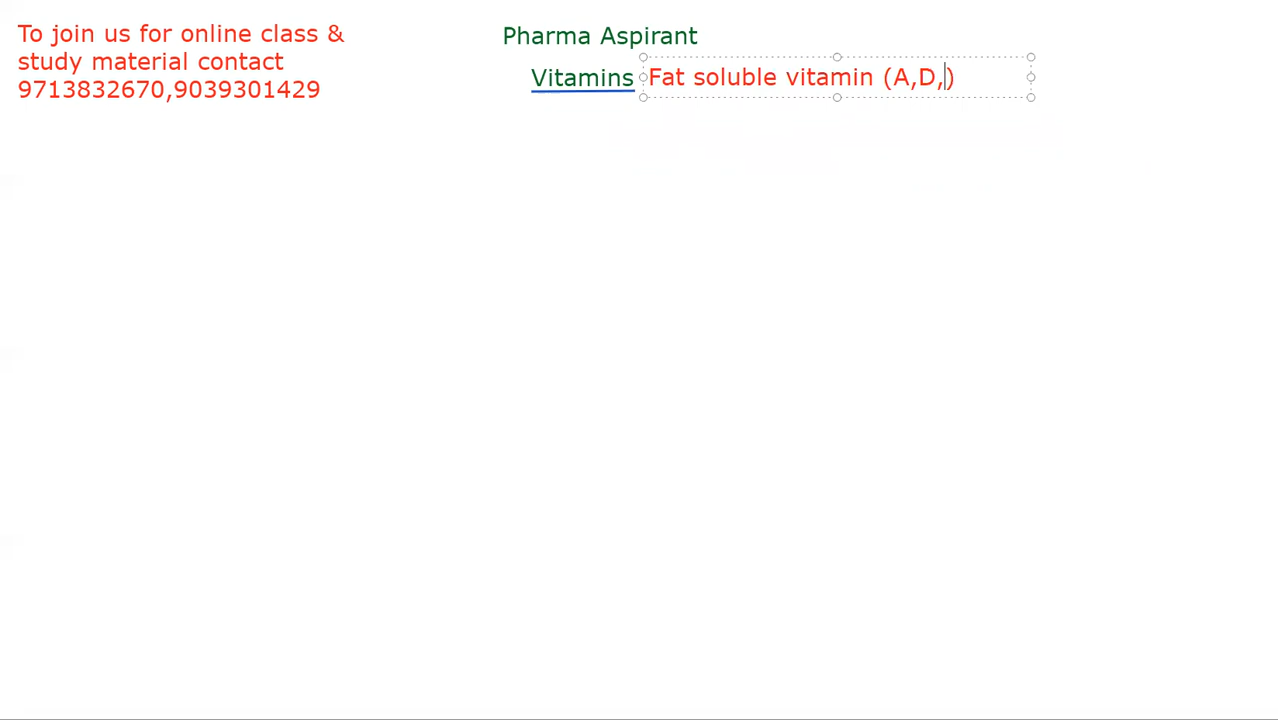 To join us for online class &
study material contact
9713832670,9039301429
Pharma Aspirant
Vitamins Fat soluble vitamin (A,D,)